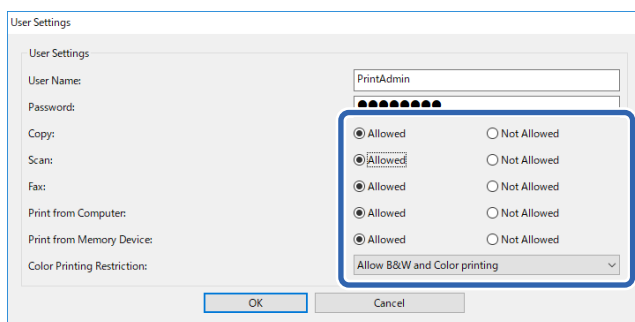 User Settings
User Settings
User Name: PrintAdmin
Password: ●●●●●●●●
Copy: Allowed Not Allowed
Scan: Allowed Not Allowed
Fax: Allowed Not Allowed
Print from Computer: Allowed Not Allowed
Print from Memory Device: Allowed Not Allowed
Color Printing Restriction: Allow B&W and Color printing
OK Cancel